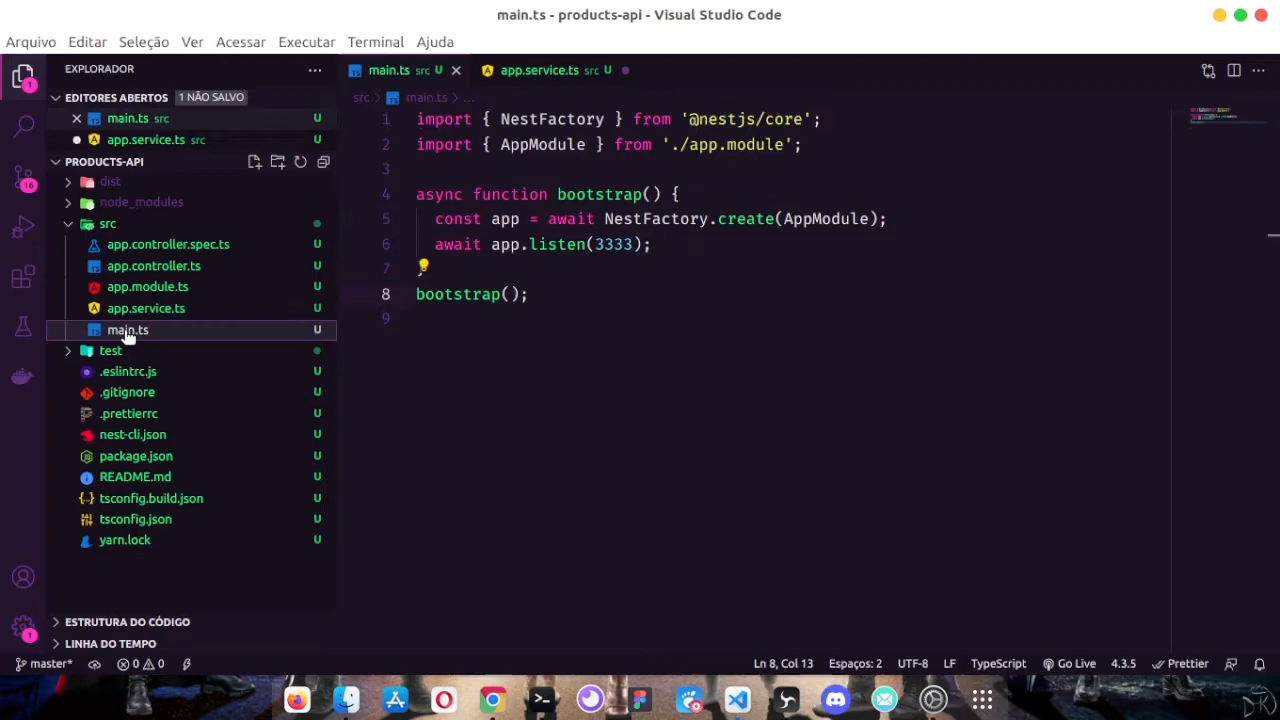 main.ts - products-api - Visual Studio Code
Arquivo Editar Seleção Ver Acessar Executar Terminal Ajuda
EXPLORADOR
EDITORES ABERTOS 1 NÃO SALVO
main.ts src U
app.service.ts src U
PRODUCTS-API
dist
node_modules
src
app.controller.spec.ts U
app.controller.ts U
app.module.ts U
app.service.ts U
main.ts U
test
.eslintrc.js U
.gitignore U
.prettierrc U
nest-cli.json U
package.json U
README.md U
tsconfig.build.json U
tsconfig.json U
yarn.lock U
ESTRUTURA DO CÓDIGO
LINHA DO TEMPO
1
16
1
main.ts src U
app.service.ts src U
src > main.ts > ...
1 import { NestFactory } from '@nestjs/core';
2 import { AppModule } from './app.module';
3
4 async function bootstrap() {
5 const app = await NestFactory.create(AppModule);
6 await app.listen(3333);
7 }
8 bootstrap();
9
master* 0 0 Ln 8, Col 13 Espaços: 2 UTF-8 LF TypeScript Go Live 4.3.5 Prettier